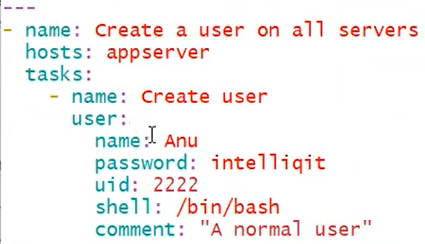 ---
- name: Create a user on all servers
  hosts: appserver
  tasks:
    - name: Create user
      user:
        name: Anu
        password: intelliqit
        uid: 2222
        shell: /bin/bash
        comment: "A normal user"